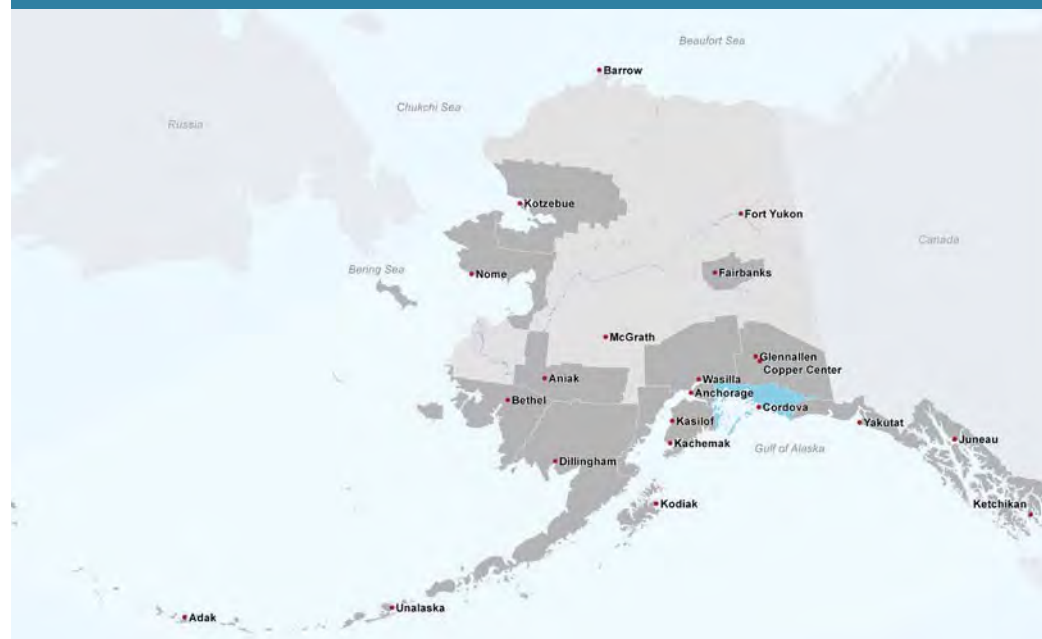 Beaufort Sea
Barrow
Chukchi Sea
Russia
Kotzebue
Fort Yukon
Canada
Bering Sea
Nome
Fairbanks
McGrath
Glennallen
Copper Center
Aniak
Wasilla
Anchorage
Bethel
Cordova
Kasilof
Yakutat
Kachemak
Gulf of Alaska
Juneau
Dillingham
Kodiak
Ketchikan
Unalaska
Adak